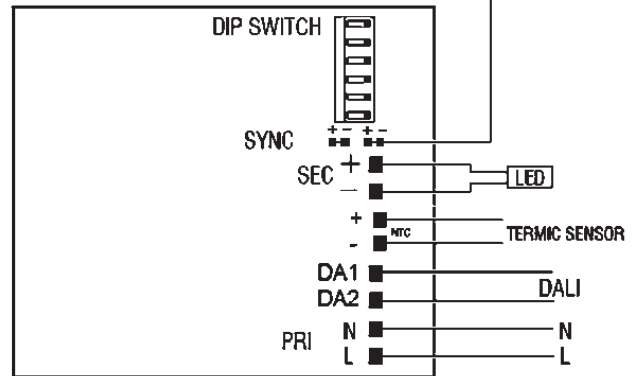 DIP SWITCH
+ - + -
SYNC
SEC +
- LED
+
NTC
- TERMIC SENSOR
DA1
DALI
DA2
PRI N N
L L